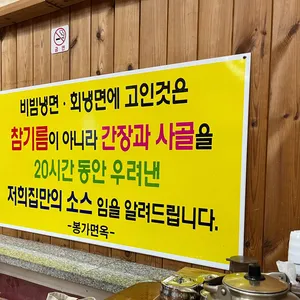 비빔냉면 · 회냉면에 고인것은
참기름이 아니라 간장과 사골을
20시간 동안 우려낸
저희집만의 소스 임을 알려드립니다.
-봉가면옥-